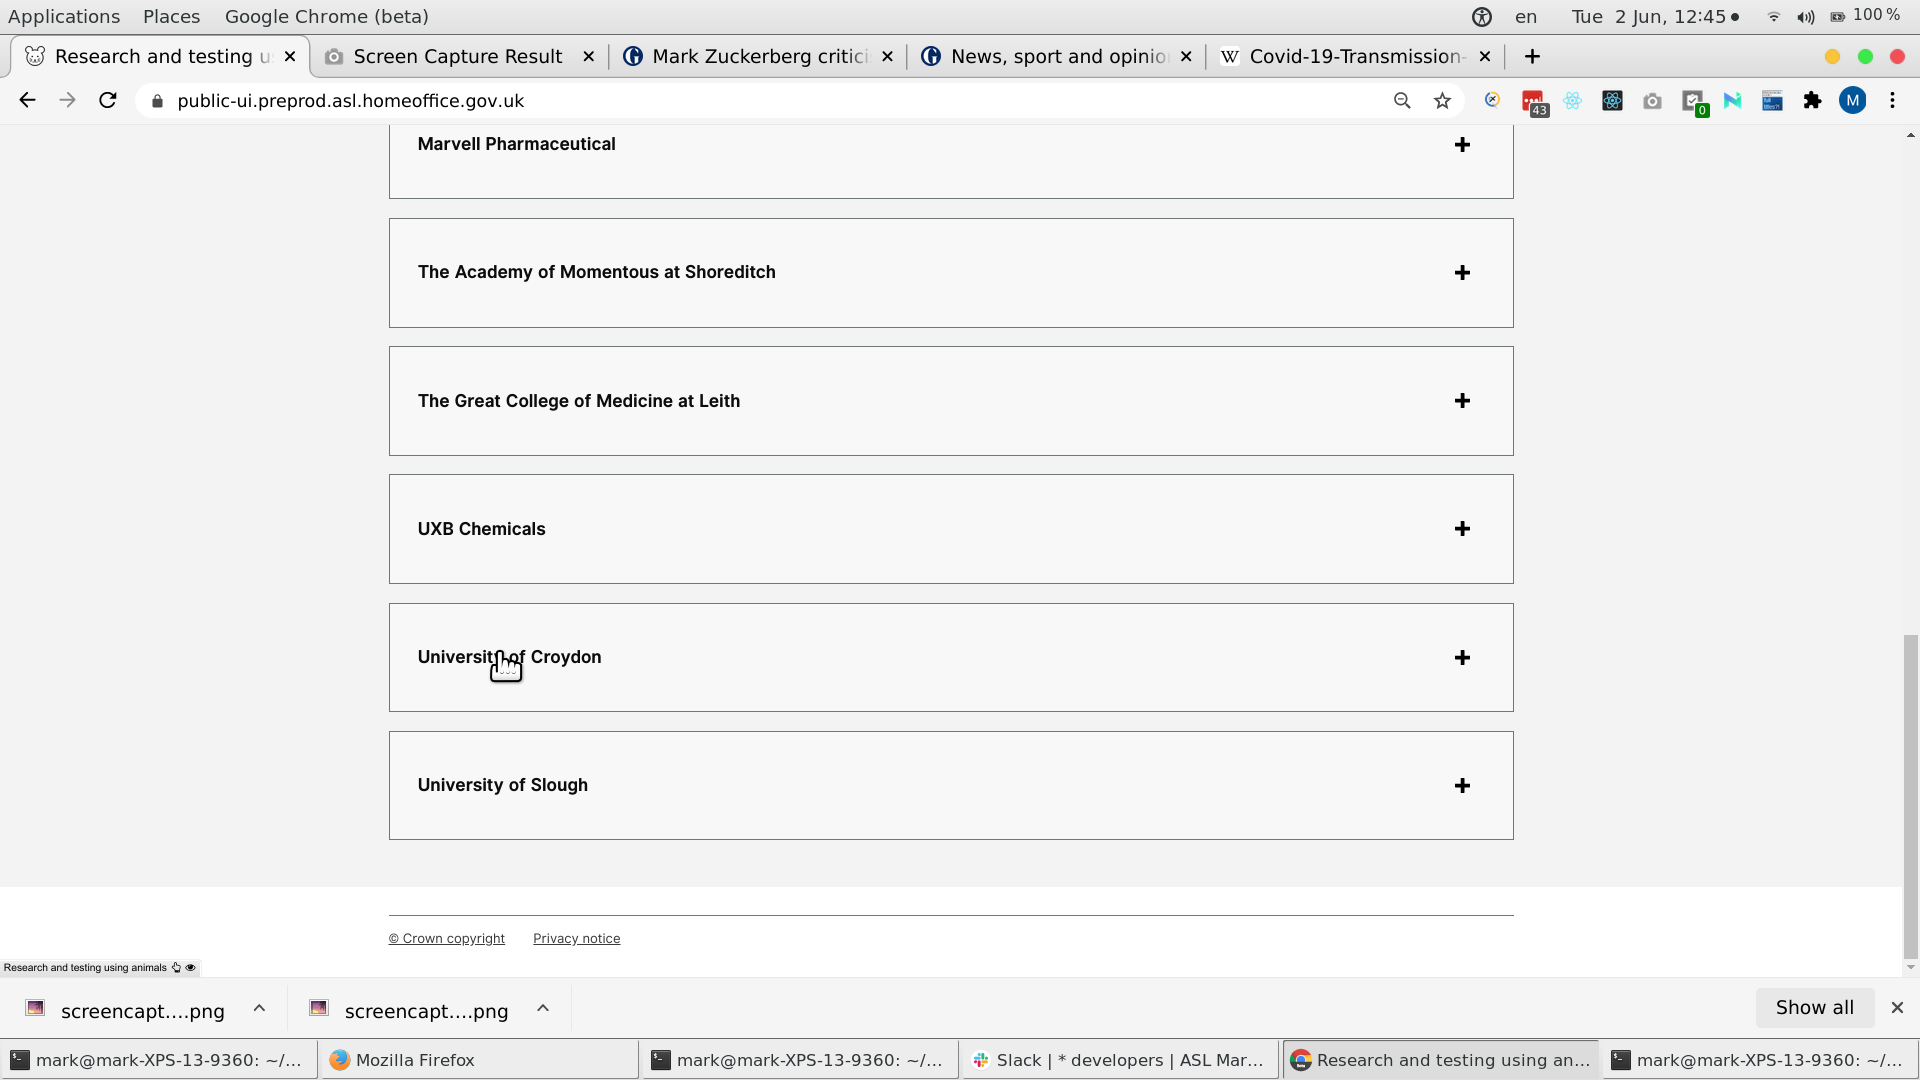 Applications Places Google Chrome (beta) en Tue 2 Jun, 12:45 100 %
Research and testing u Screen Capture Result Mark Zuckerberg critici News, sport and opinio W Covid-19-Transmission-
public-ui.preprod.asl.homeoffice.gov.uk 43 0 M
Marvell Pharmaceutical
The Academy of Momentous at Shoreditch
The Great College of Medicine at Leith
UXB Chemicals
University of Croydon
University of Slough
© Crown copyright Privacy notice
Research and testing using animals
screencapt....png screencapt....png Show all
mark@mark-XPS-13-9360: ~/... Mozilla Firefox mark@mark-XPS-13-9360: ~/... Slack | * developers | ASL Mar... Research and testing using an... mark@mark-XPS-13-9360: ~/...